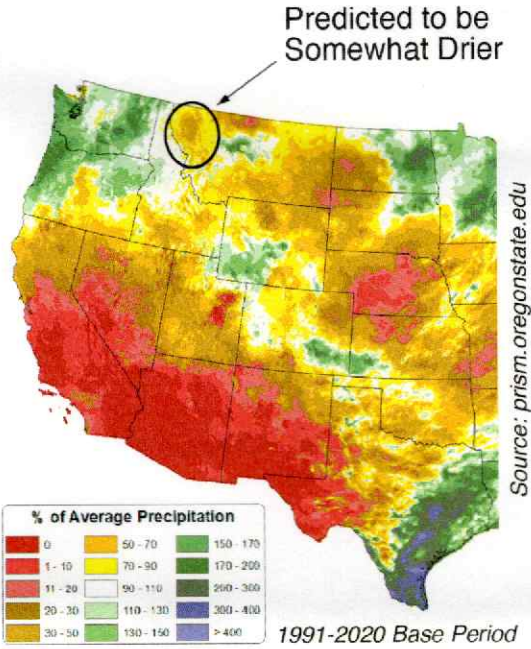 Predicted to be
Somewhat Drier
Source: prism.oregonstate.edu
% of Average Precipitation
0
1 - 10
11 - 20
20 - 30
30 - 50
50 - 70
70 - 90
90 - 110
110 - 130
130 - 150
150 - 170
170 - 200
200 - 300
300 - 400
> 400
1991-2020 Base Period